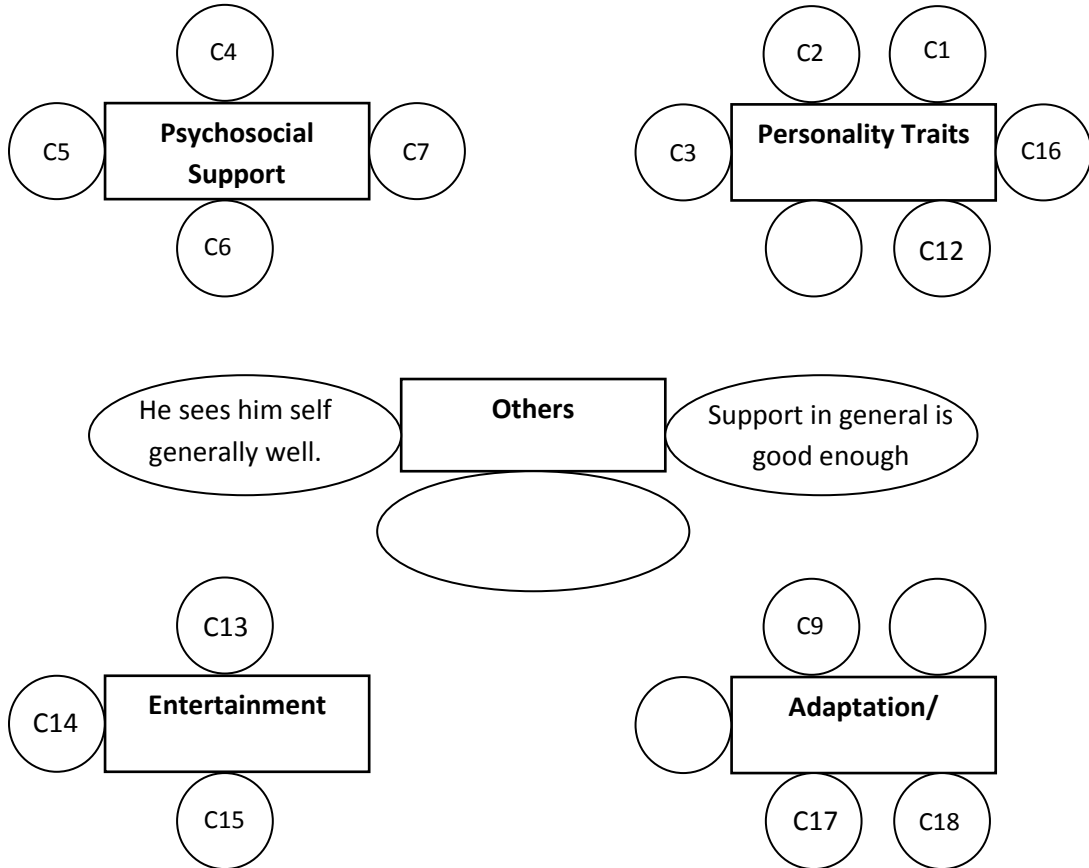 C4
C2
C1
C5
Psychosocial
Support
C7
C3
Personality Traits
C16
C6
C12
He sees him self
generally well.
Others
Support in general is
good enough
C13
C9
C14
Entertainment
Adaptation/
C15
C17
C18